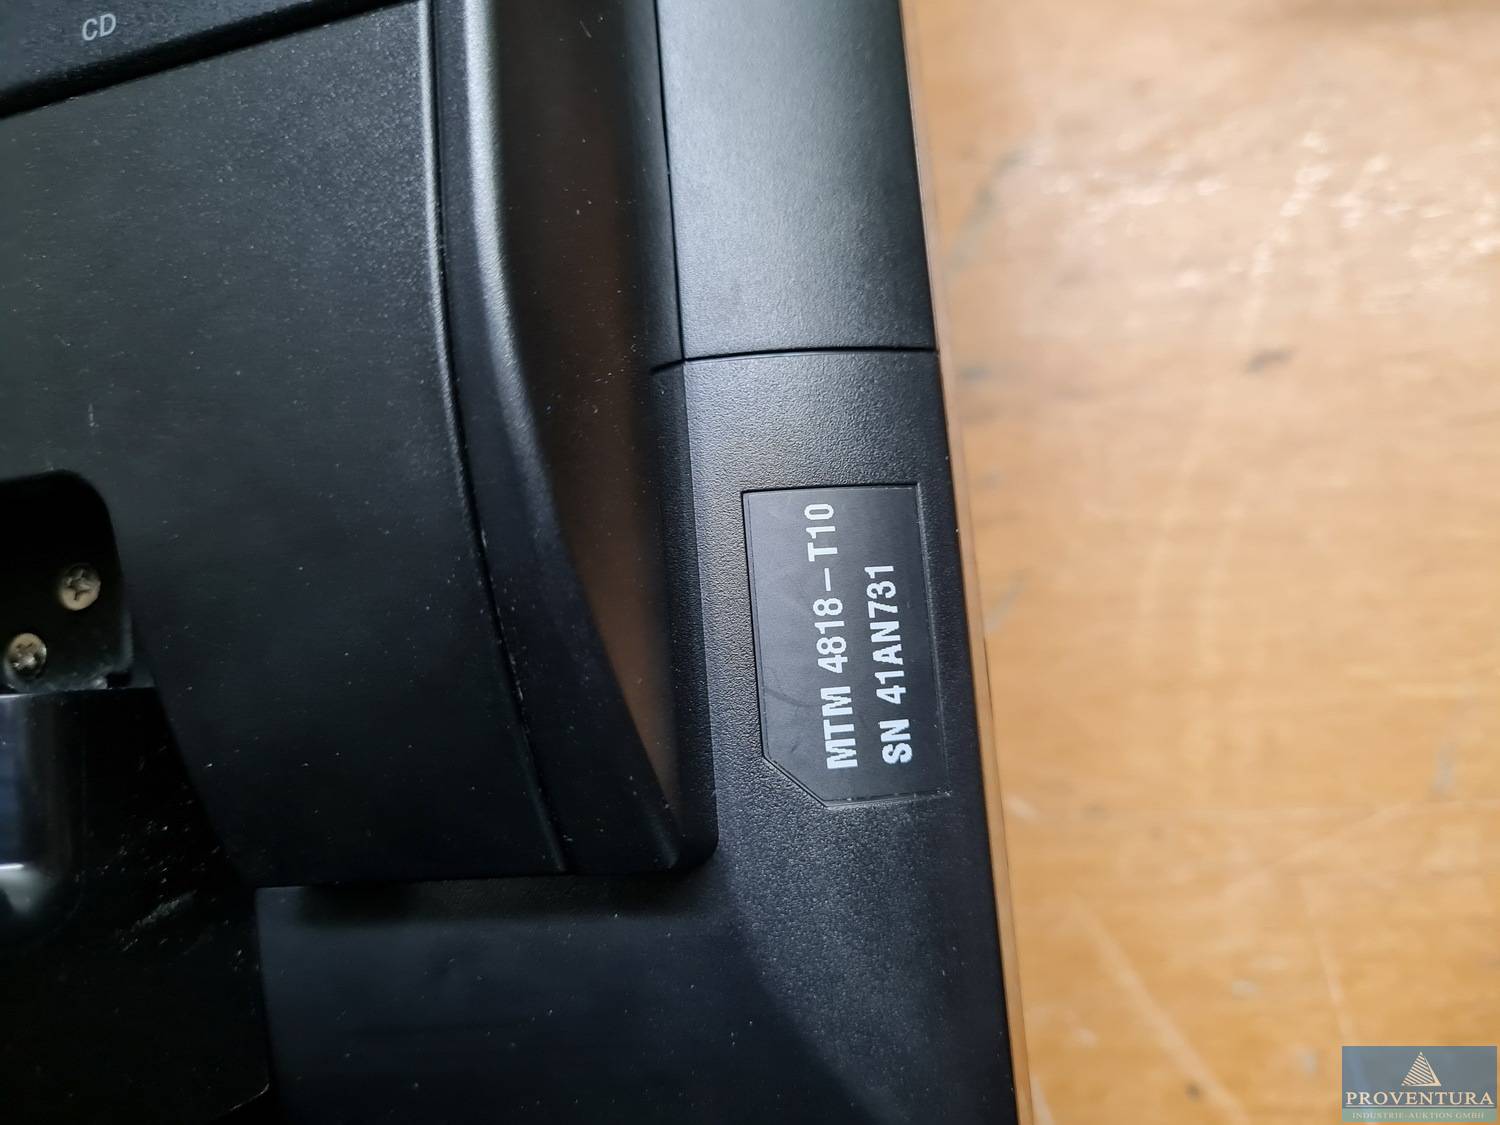 CD
MTM 4818-T10
SN 41AN731
PROVENTURA
INDUSTRIE-AUKTION GMBH